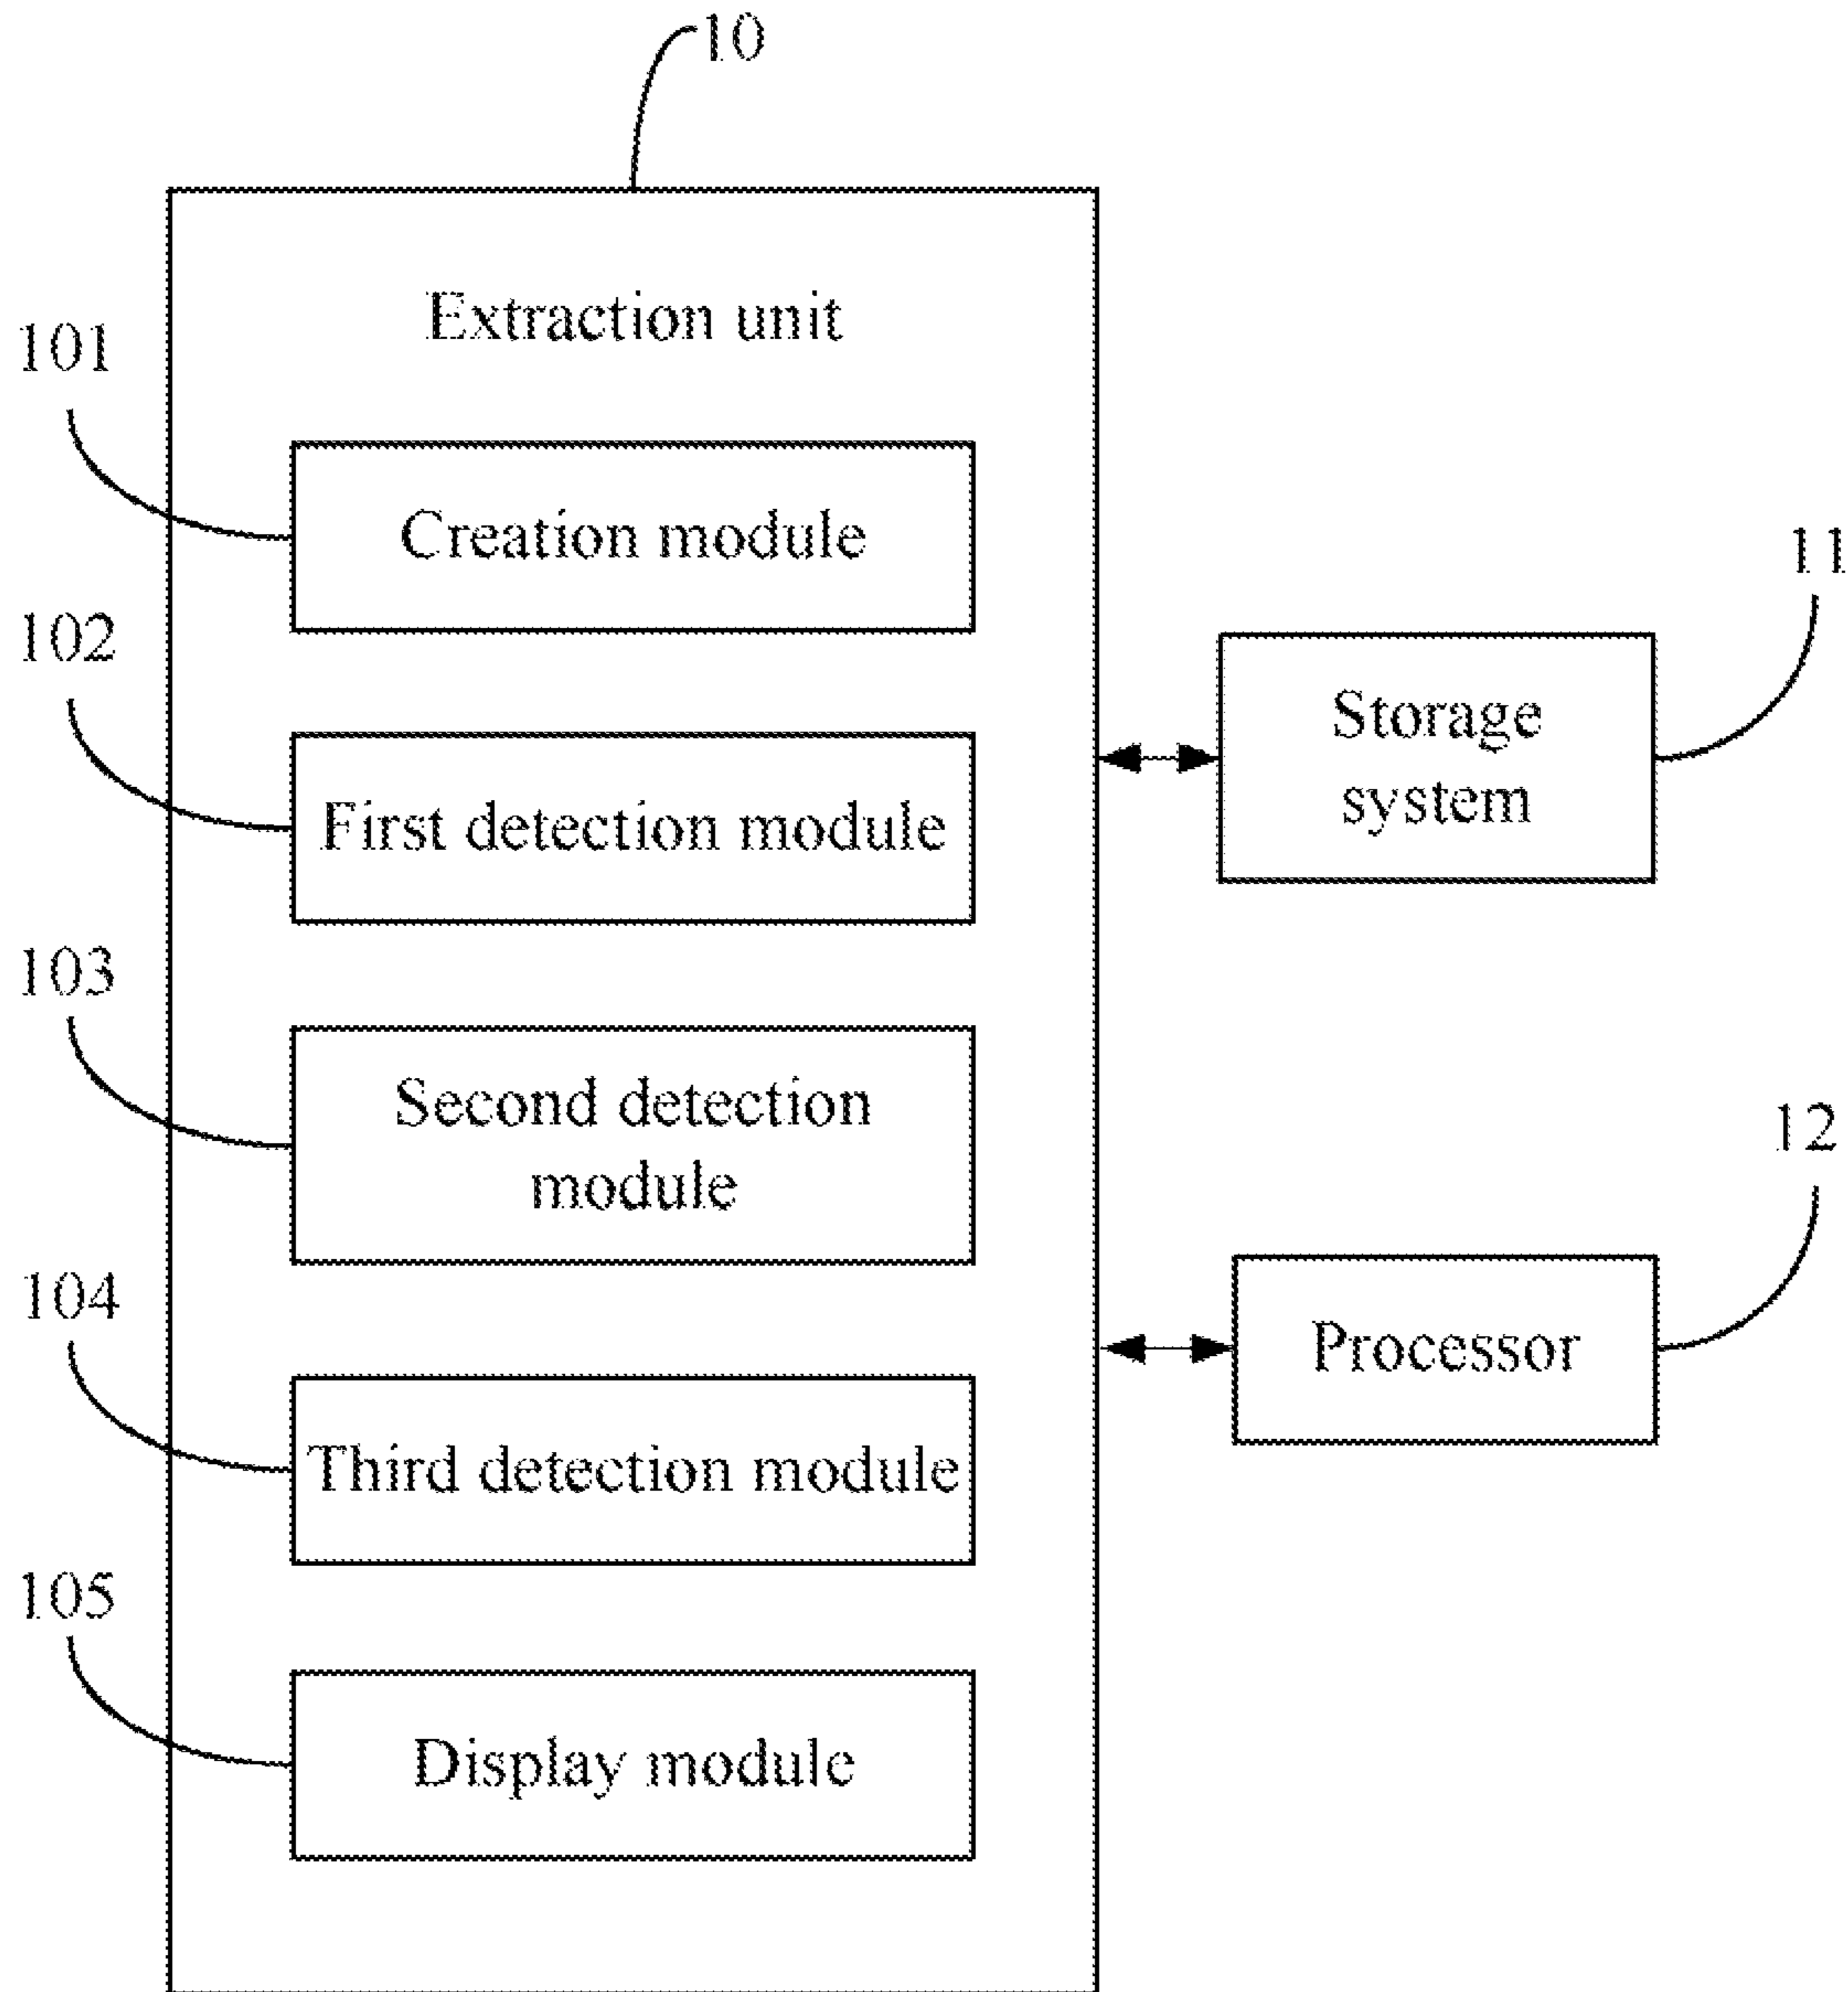 10
Extraction unit
101
Creation module
11
102
Storage
system
First detection module
103
Second detection
module
12
104
Processor
Third detection module
105
Display module